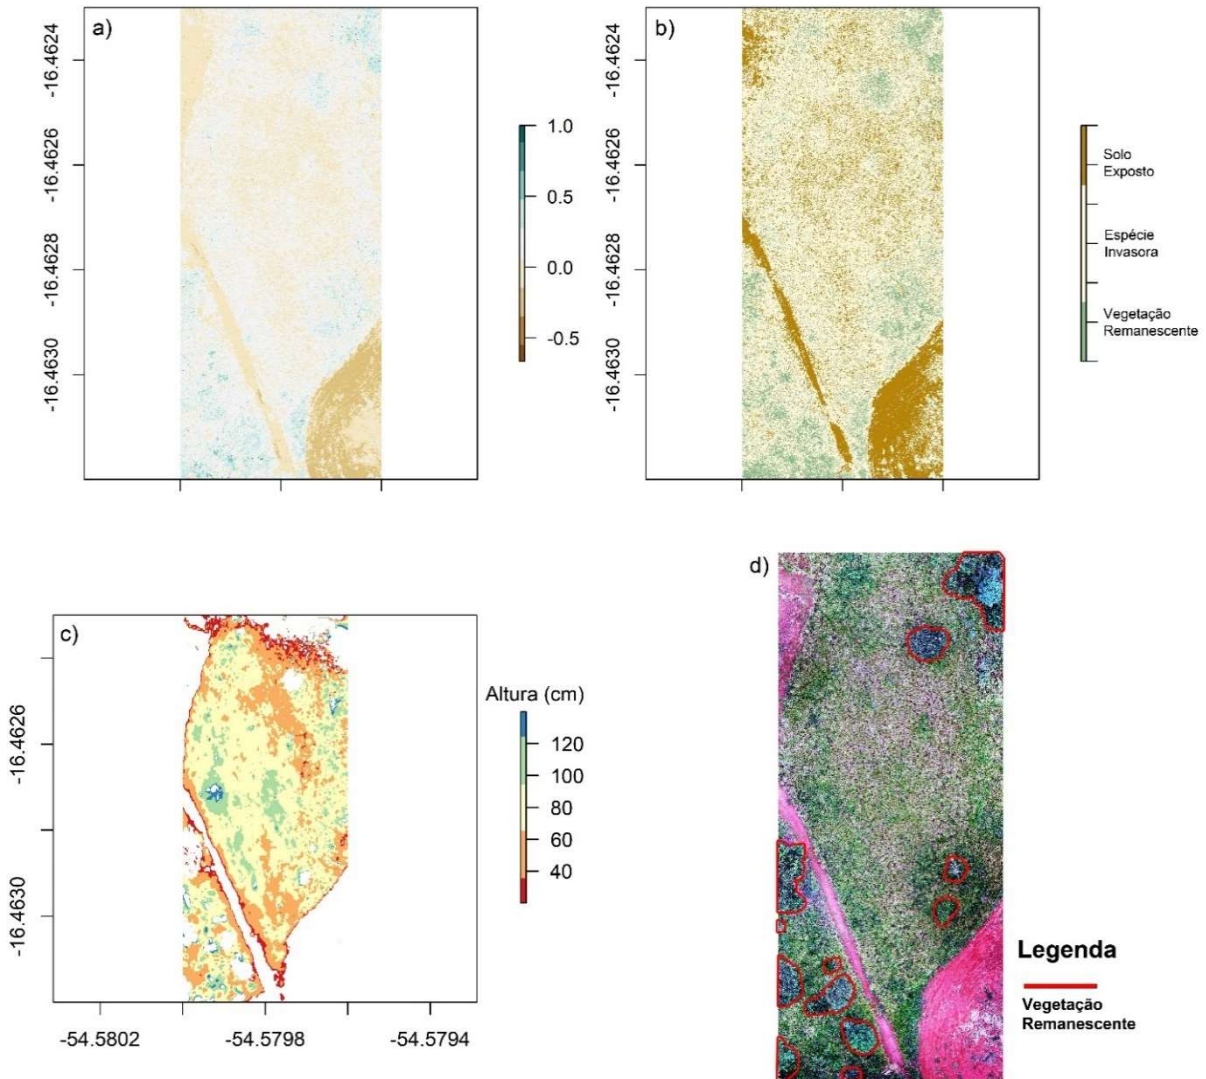 a)
-16.4624
-16.4626
-16.4628
-16.4630
1.0
0.5
0.0
-0.5
b)
-16.4624
-16.4626
-16.4628
-16.4630
Solo
Exposto
Espécie
Invasora
Vegetação
Remanescente
c)
-16.4626
-16.4630
-54.5802
-54.5798
-54.5794
Altura (cm)
120
100
80
60
40
d)
Legenda
Vegetação
Remanescente